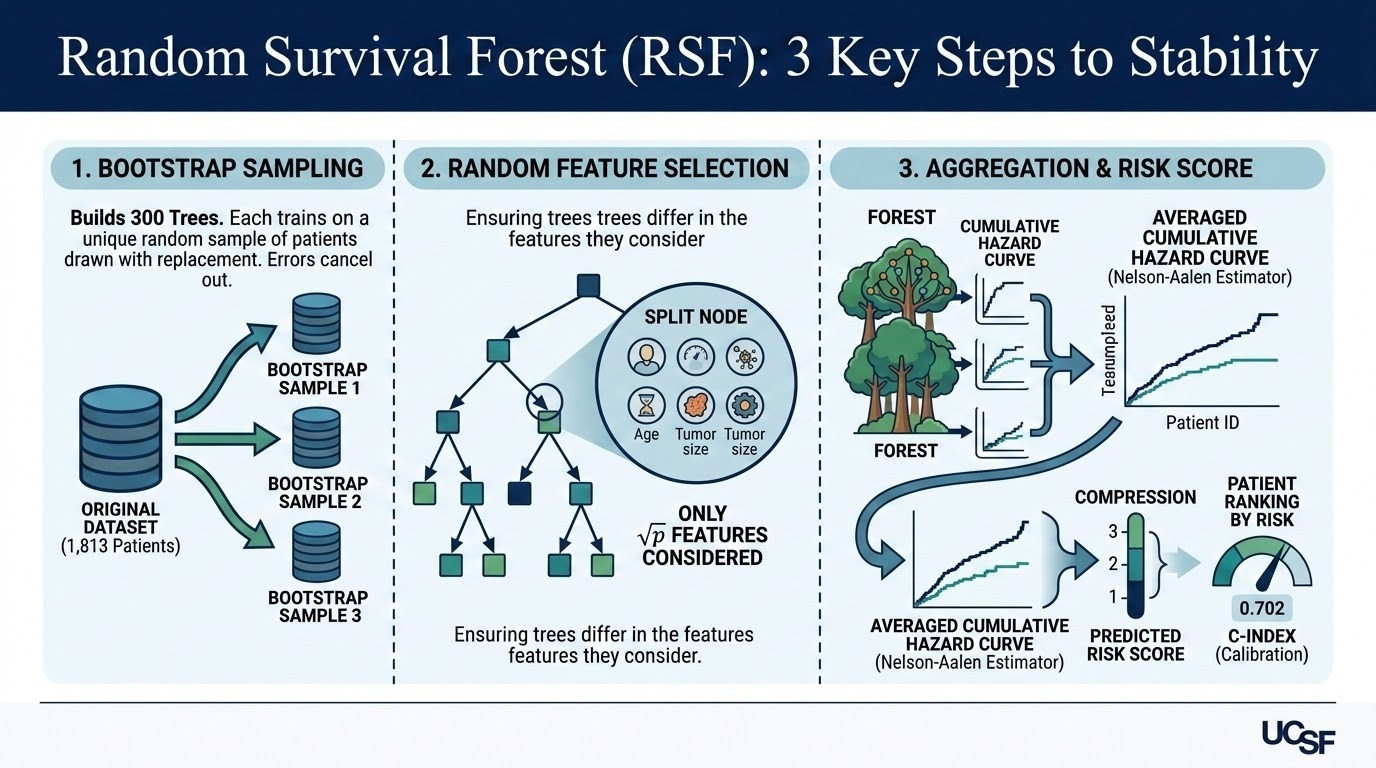 Random Survival Forest (RSF): 3 Key Steps to Stability
1. BOOTSTRAP SAMPLING
Builds 300 Trees. Each trains on a
unique random sample of patients
drawn with replacement. Errors cancel
out.
BOOTSTRAP
SAMPLE 1
BOOTSTRAP
SAMPLE 2
BOOTSTRAP
SAMPLE 3
ORIGINAL
DATASET
(1,813 Patients)
2. RANDOM FEATURE SELECTION
Ensuring trees trees differ in the
features they consider
SPLIT NODE
Age
Tumor
size
Tumor
size
ONLY
√p FEATURES
CONSIDERED
Ensuring trees differ in the features
features they consider.
3. AGGREGATION & RISK SCORE
FOREST
FOREST
CUMULATIVE
HAZARD
CURVE
AVERAGED
CUMULATIVE
HAZARD CURVE
(Nelson-Aalen Estimator)
Tearumpleed
Patient ID
AVERAGED CUMULATIVE
HAZARD CURVE
(Nelson-Aalen Estimator)
COMPRESSION
3
2
1
PREDICTED
RISK SCORE
PATIENT
RANKING
BY RISK
0.702
C-INDEX
(Calibration)
UCSF